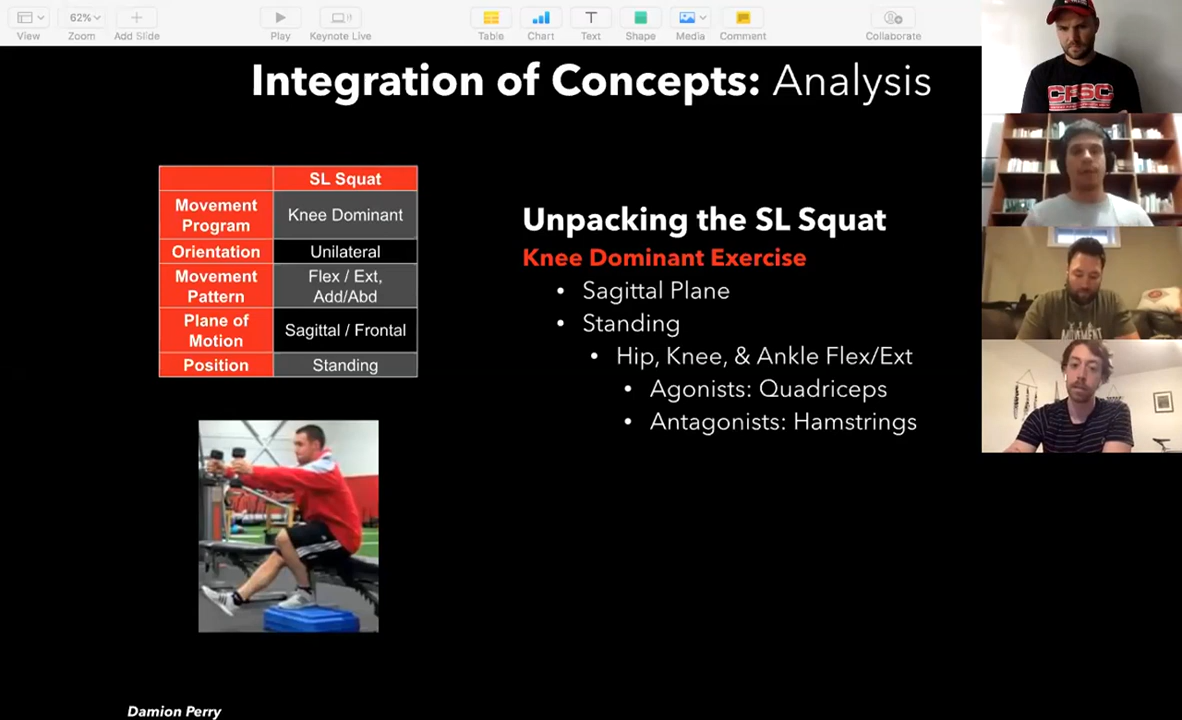 View
62%
Zoom
Add Slide
Play
Keynote Live
Table
Chart
Text
Shape
Media
Comment
Collaborate
Integration of Concepts: Analysis
SL Squat
Movement Program
Knee Dominant
Orientation
Unilateral
Movement Pattern
Flex / Ext, Add/Abd
Plane of Motion
Sagittal / Frontal
Position
Standing
Unpacking the SL Squat
Knee Dominant Exercise
• Sagittal Plane
• Standing
• Hip, Knee, & Ankle Flex/Ext
• Agonists: Quadriceps
• Antagonists: Hamstrings
Damion Perry
CFSC